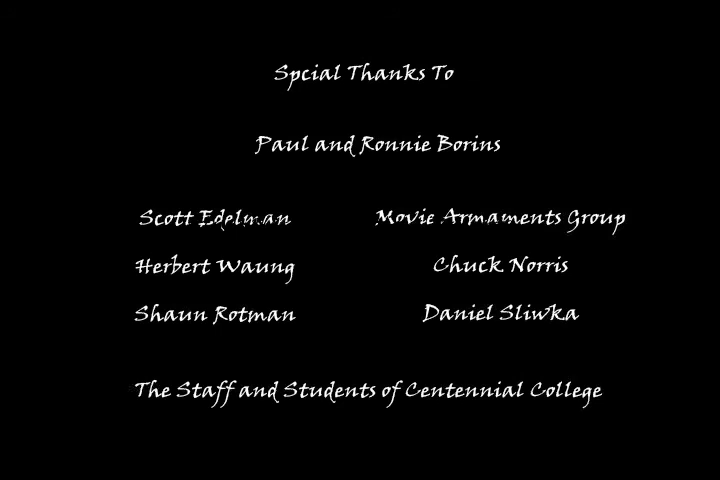 Spcial Thanks To
Paul and Ronnie Borins
Scott Edelman Movie Armaments Group
Herbert Waung Chuck Norris
Shaun Rotman Daniel Sliwka
The Staff and Students of Centennial College